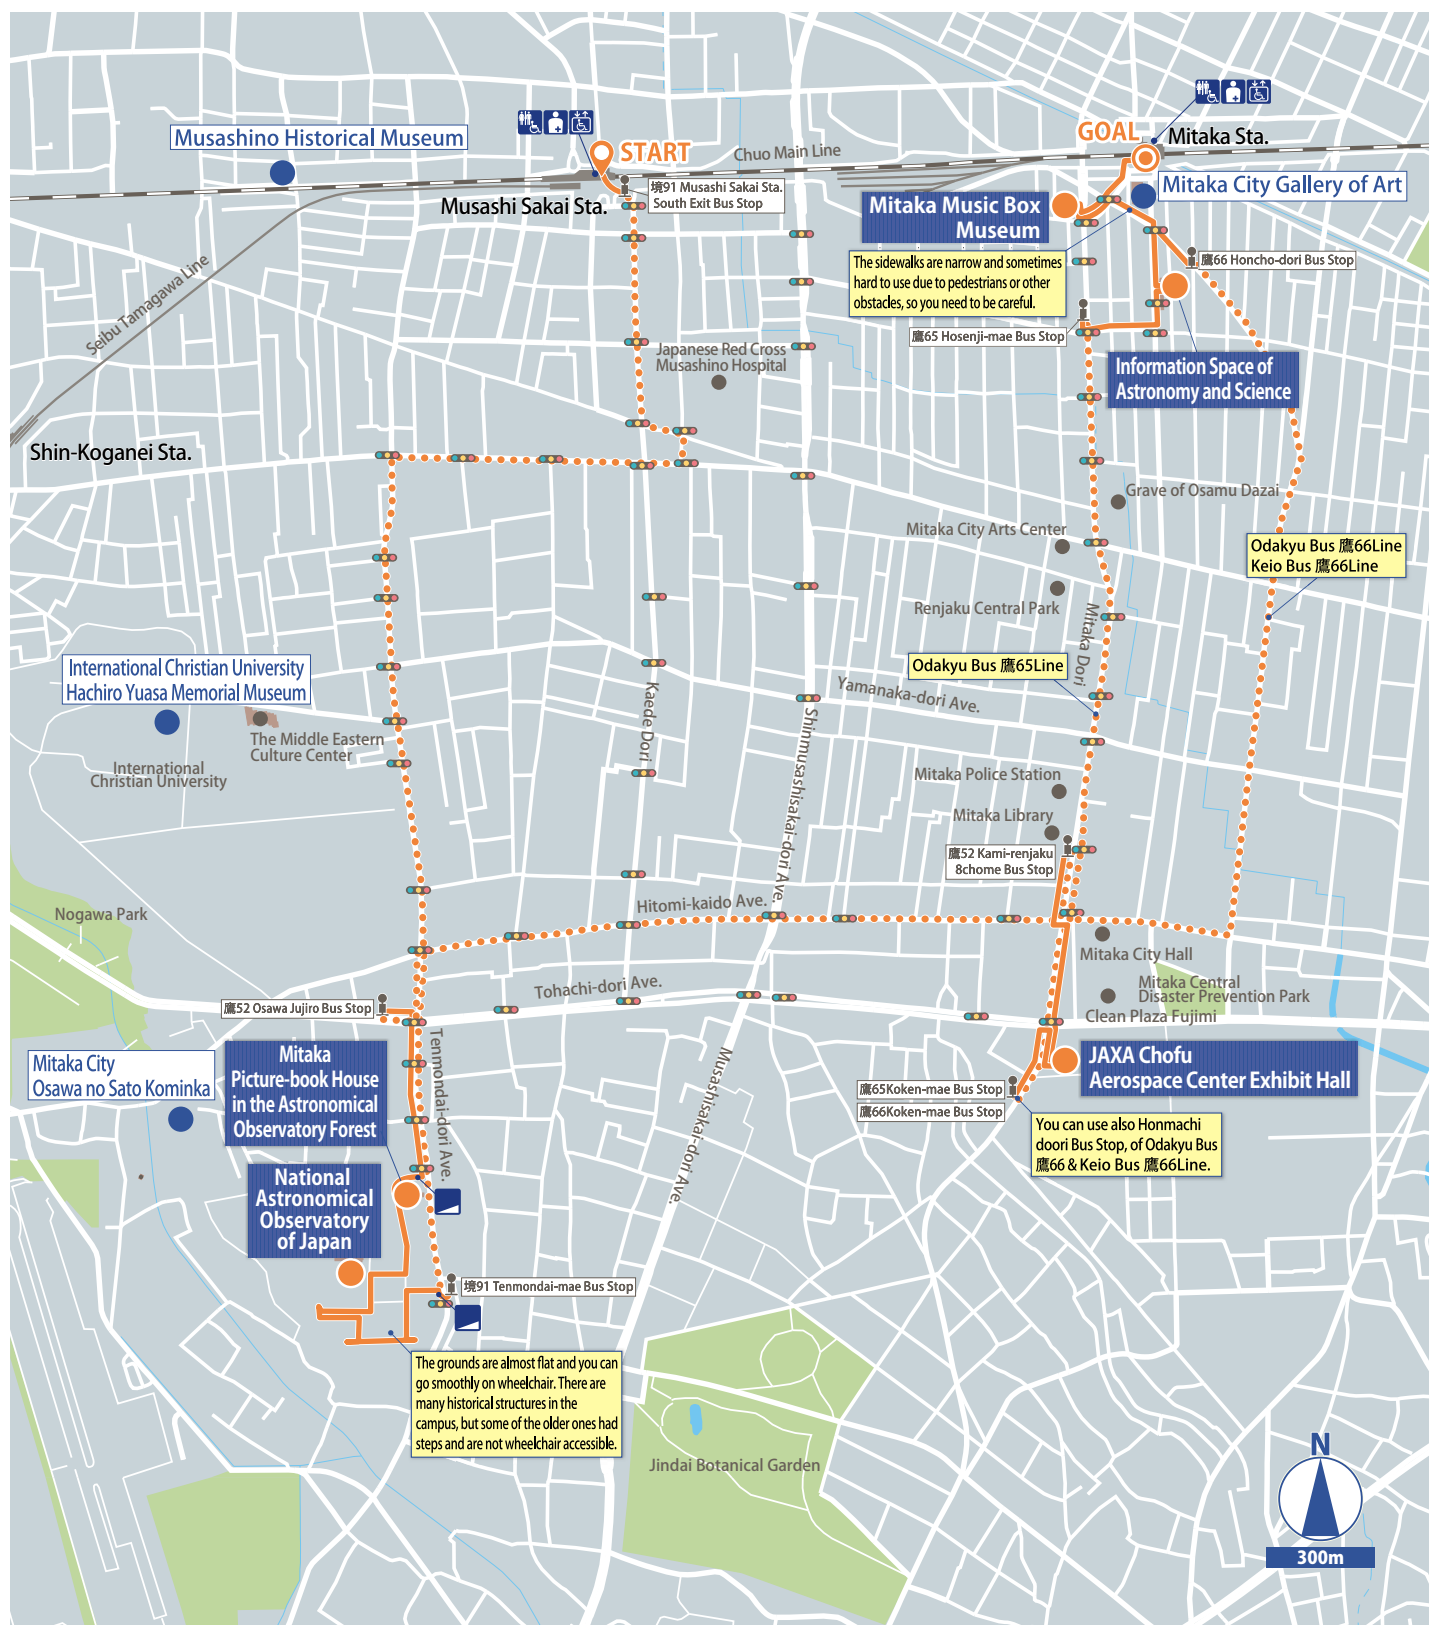 Musashino Historical Museum
START
Chuo Main Line
GOAL
Mitaka Sta.
境91 Musashi Sakai Sta.
South Exit Bus Stop
Musashi Sakai Sta.
Mitaka City Gallery of Art
Mitaka Music Box
Museum
The sidewalks are narrow and sometimes
hard to use due to pedestrians or other
obstacles, so you need to be careful.
鷹66 Honcho-dori Bus Stop
Seibu Tamagawa Line
鷹65 Hosenji-mae Bus Stop
Japanese Red Cross
Musashino Hospital
Information Space of
Astronomy and Science
Shin-Koganei Sta.
Grave of Osamu Dazai
Mitaka City Arts Center
Odakyu Bus 鷹66Line
Keio Bus 鷹66Line
Renjaku Central Park
Mitaka Dori
International Christian University
Hachiro Yuasa Memorial Museum
Odakyu Bus 鷹65Line
Yamanaka-dori Ave.
Kaede Dori
Shinmusashisakai-dori Ave.
The Middle Eastern
Culture Center
International
Christian University
Mitaka Police Station
Mitaka Library
鷹52 Kami-renjaku
8chome Bus Stop
Nogawa Park
Hitomi-kaido Ave.
Mitaka City Hall
Tohachi-dori Ave.
Mitaka Central
Disaster Prevention Park
Clean Plaza Fujimi
鷹52 Osawa Jujiro Bus Stop
Tenmondai-dori Ave.
Musashisakai-dori Ave.
Mitaka City
Osawa no Sato Kominka
Mitaka
Picture-book House
in the Astronomical
Observatory Forest
JAXA Chofu
Aerospace Center Exhibit Hall
鷹65Koken-mae Bus Stop
鷹66Koken-mae Bus Stop
You can use also Honmachi
doori Bus Stop, of Odakyu Bus
鷹66 & Keio Bus 鷹66Line.
National
Astronomical
Observatory
of Japan
境91 Tenmondai-mae Bus Stop
The grounds are almost flat and you can
go smoothly on wheelchair. There are
many historical structures in the
campus, but some of the older ones had
steps and are not wheelchair accessible.
Jindai Botanical Garden
N
300m